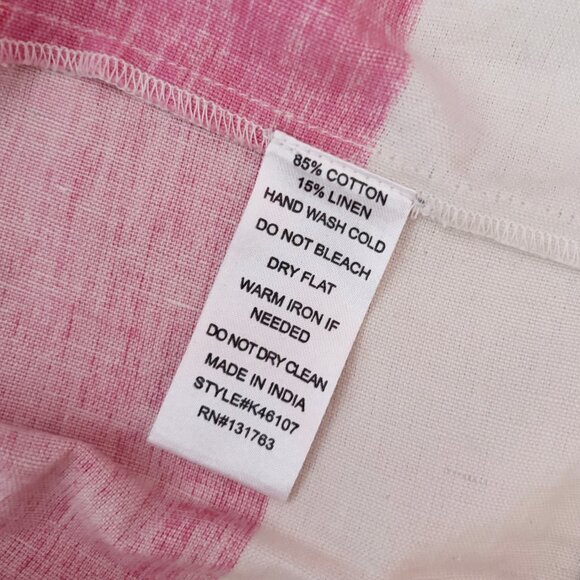 85% COTTON
15% LINEN
HAND WASH COLD
DO NOT BLEACH
DRY FLAT
WARM IRON IF
NEEDED
DO NOT DRY CLEAN
MADE IN INDIA
STYLE#K46107
RN#131763